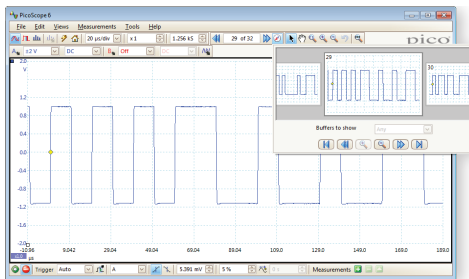 PicoScope 6
File Edit Views Measurements Tools Help
20 µs/div x 1 1.256 kS 29 of 32 pico
A ±2 V DC B Off DC
2.0
V
1.2
0.8
0.4
0.0
-0.4
-0.8
-1.2
-1.6
-2.0
-10.96 9.042 29.04 49.04 69.04 89.04 109.0 129.0 149.0 169.0 189.0
x1.0 µs
29
30
Buffers to show Any
Trigger Auto A 5.391 mV 5 % 0 s Measurements